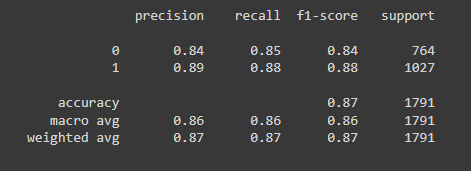 precision recall f1-score support
0 0.84 0.85 0.84 764
1 0.89 0.88 0.88 1027
accuracy 0.87 1791
macro avg 0.86 0.86 0.86 1791
weighted avg 0.87 0.87 0.87 1791